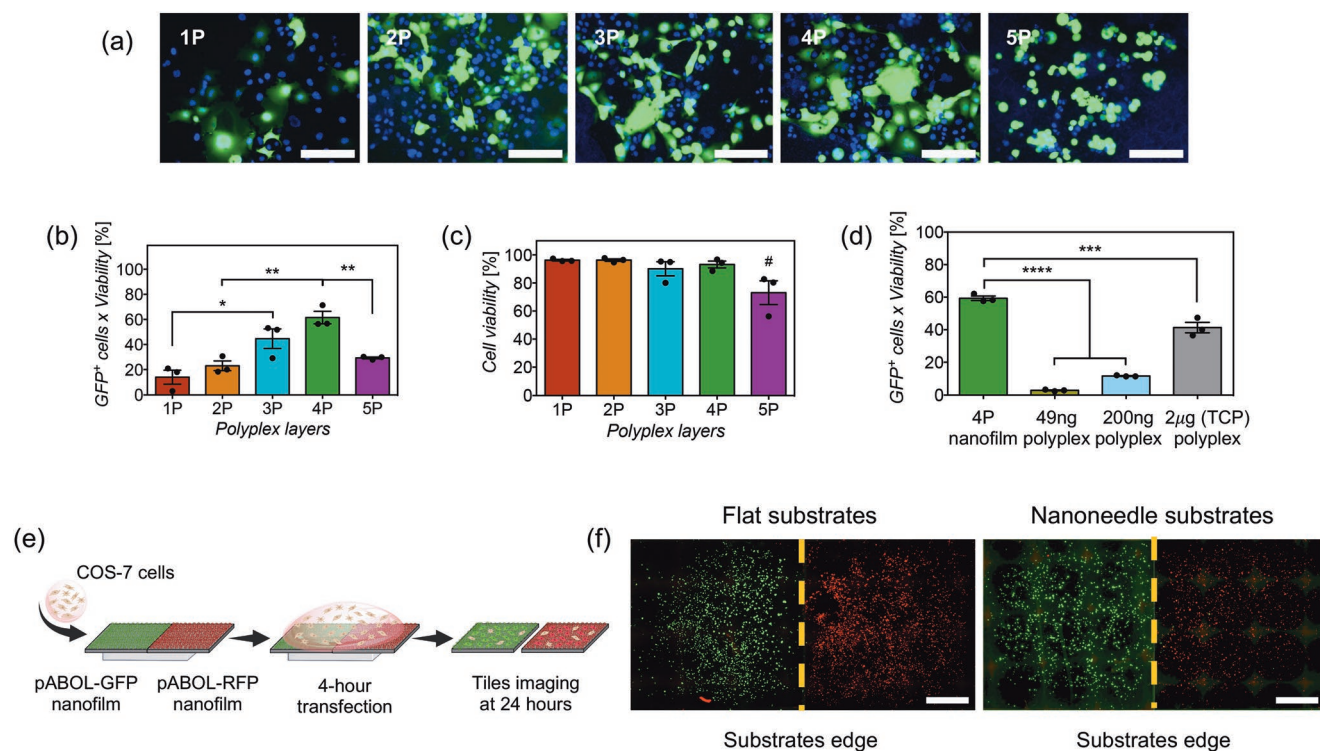 (a)
1P
2P
3P
4P
5P
(b)
GFP⁺ cells x Viability [%]
100
80
60
40
20
0
*
**
**
1P 2P 3P 4P 5P
Polyplex layers
(c)
Cell viability [%]
100
80
60
40
20
0
#
1P 2P 3P 4P 5P
Polyplex layers
(d)
GFP⁺ cells x Viability [%]
100
80
60
40
20
0
***
****
4P 49ng 200ng 2µg (TCP)
nanofilm polyplex polyplex polyplex
(e)
COS-7 cells
pABOL-GFP
nanofilm
pABOL-RFP
nanofilm
4-hour
transfection
Tiles imaging
at 24 hours
(f)
Flat substrates
Nanoneedle substrates
Substrates edge
Substrates edge